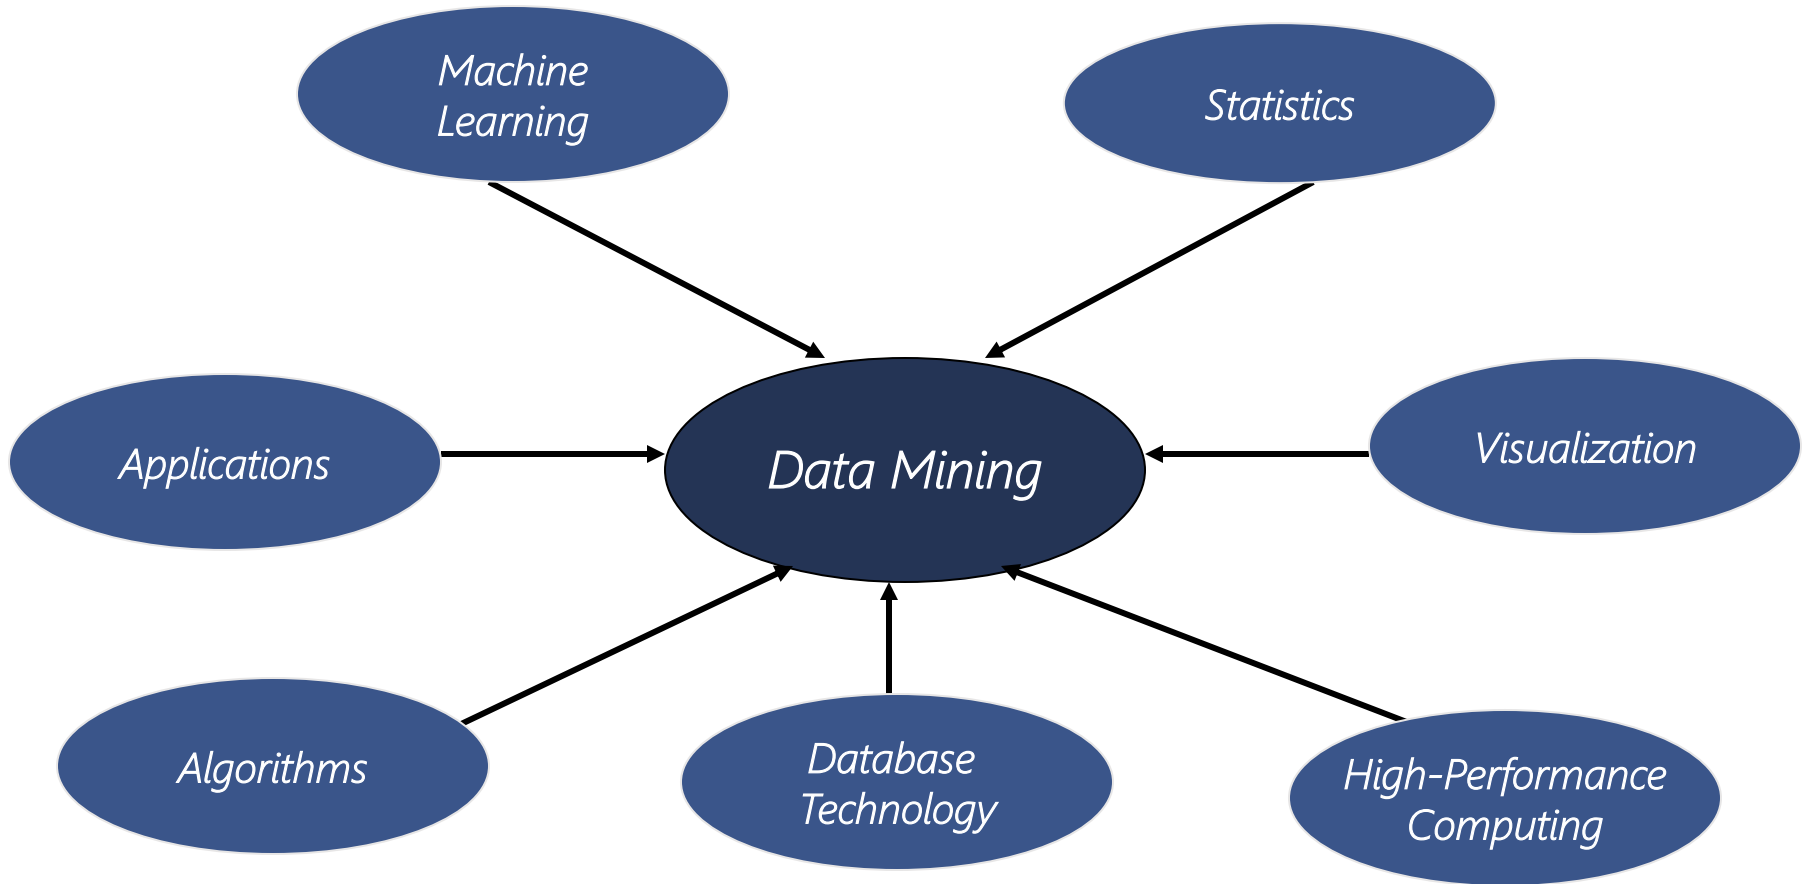 Machine
Learning
Statistics
Applications
Data Mining
Visualization
Algorithms
Database
Technology
High-Performance
Computing